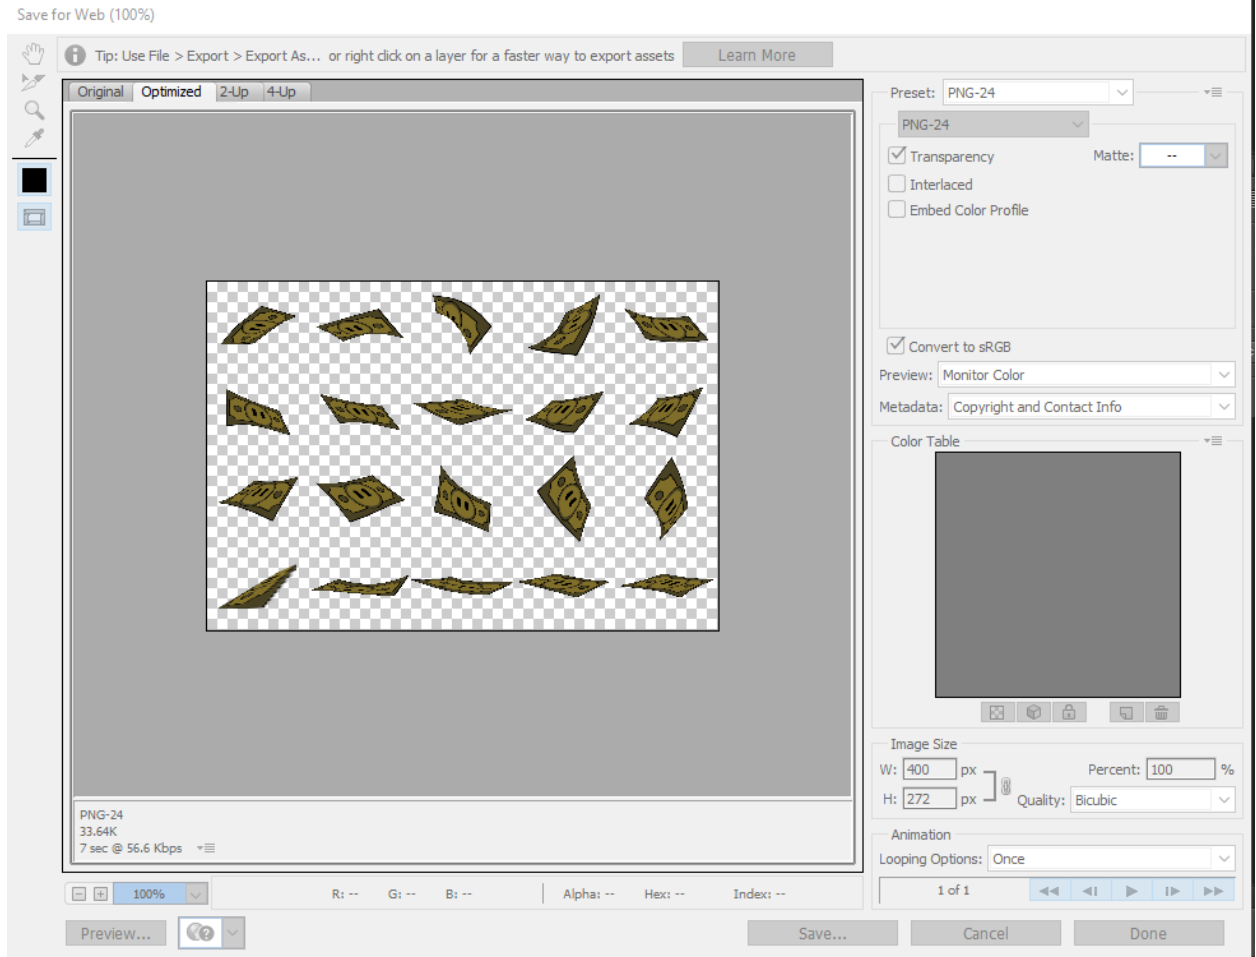 Save for Web (100%)
Tip: Use File > Export > Export As... or right click on a layer for a faster way to export assets
Learn More
Original
Optimized
2-Up
4-Up
Preset: PNG-24
PNG-24
Transparency
Matte: --
Interlaced
Embed Color Profile
Convert to sRGB
Preview: Monitor Color
Metadata: Copyright and Contact Info
Color Table
Image Size
W: 400 px
Percent: 100 %
H: 272 px
Quality: Bicubic
PNG-24
33.64K
7 sec @ 56.6 Kbps
Animation
Looping Options: Once
1 of 1
100%
R: --
G: --
B: --
Alpha: --
Hex: --
Index: --
Preview...
Save...
Cancel
Done